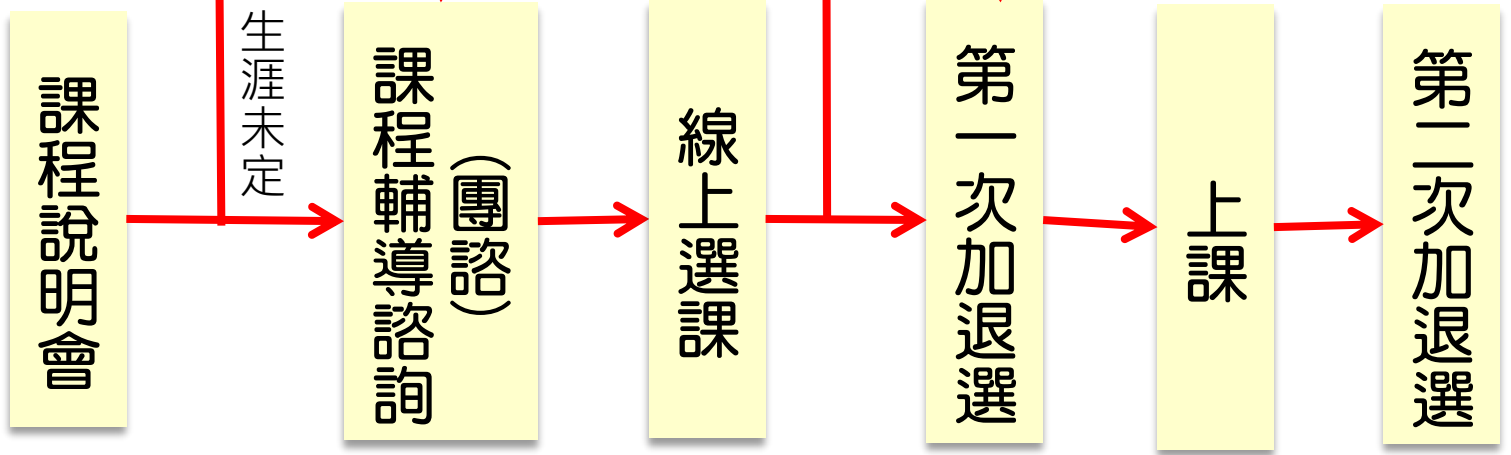 課程說明會
生涯未定
課程輔導諮詢
（團諮）
線上選課
第一次加退選
上課
第二次加退選